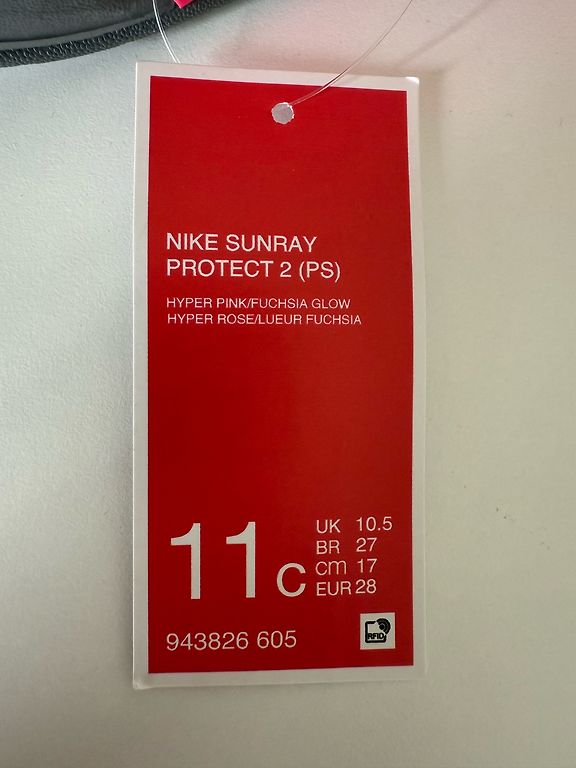 NIKE SUNRAY
PROTECT 2 (PS)
HYPER PINK/FUCHSIA GLOW
HYPER ROSE/LUEUR FUCHSIA
11C
UK 10.5
BR 27
cm 17
EUR 28
943826 605
RFID